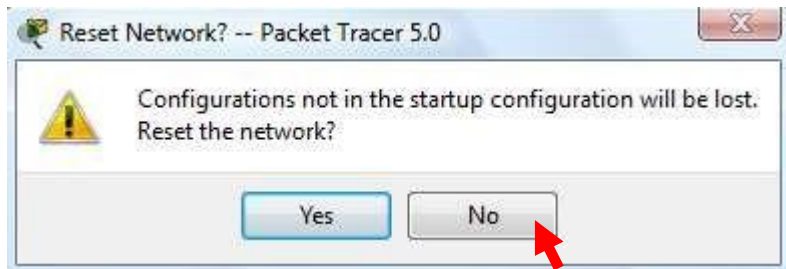 Reset Network? -- Packet Tracer 5.0
Configurations not in the startup configuration will be lost.
Reset the network?
Yes
No